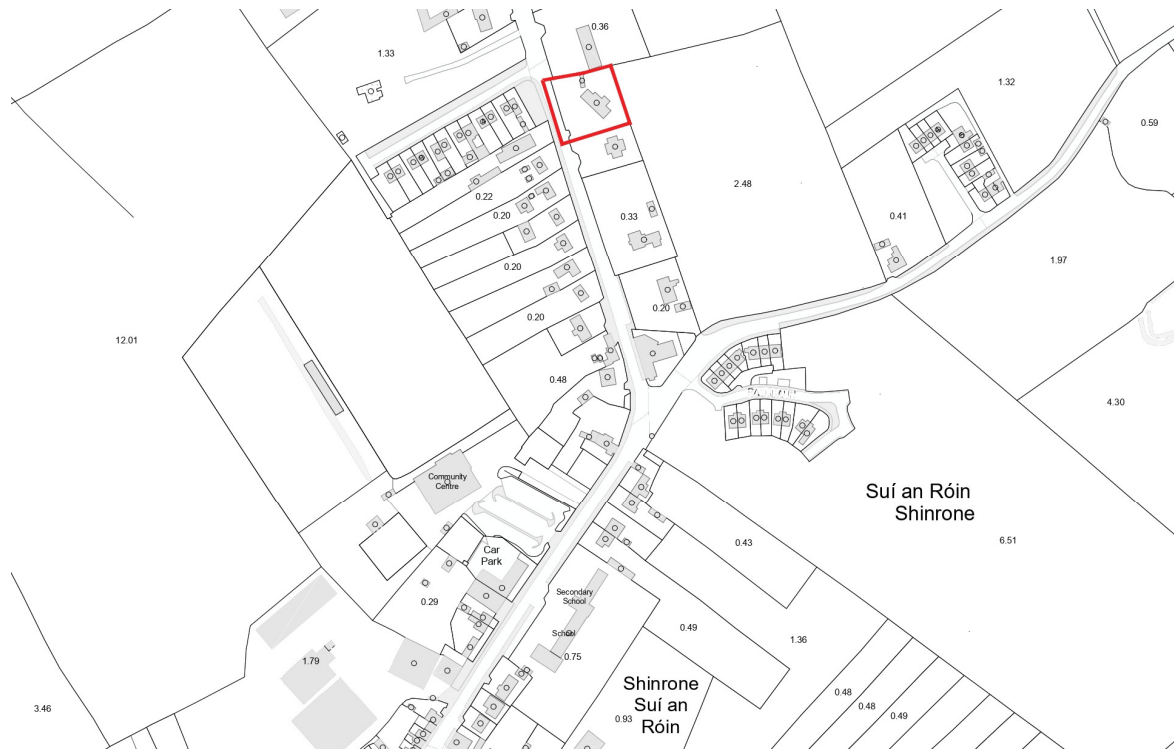 0.36
1.33
1.32
0.59
2.48
0.22
0.20
0.33
0.41
0.20
1.97
0.20
0.20
12.01
0.48
4.30
Community
Centre
Suí an Róin
Shinrone
6.51
0.43
Car
Park
0.29
Secondary
School
School
0.49
1.36
0.75
1.79
Shinrone
Suí an
Róin
0.48
0.48
0.49
0.93
3.46